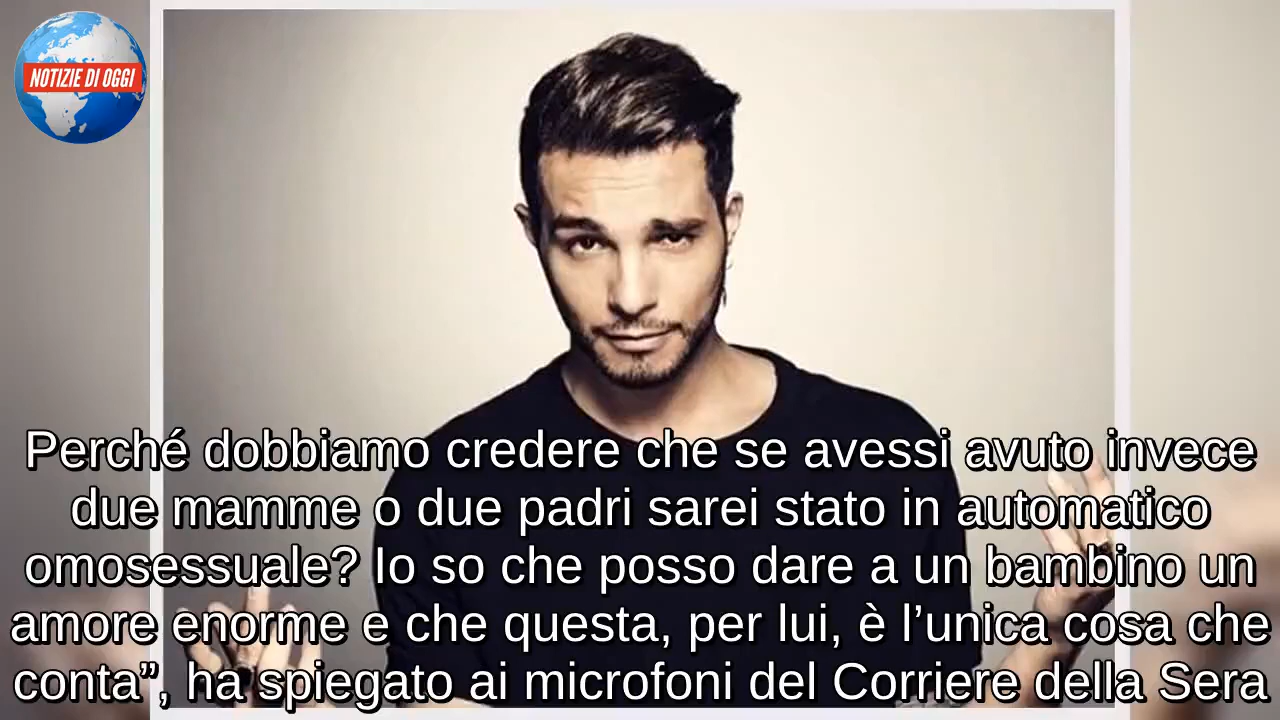 NOTIZIE DI OGGI
Perché dobbiamo credere che se avessi avuto invece
due mamme o due padri sarei stato in automatico
omosessuale? Io so che posso dare a un bambino un
amore enorme e che questa, per lui, è l’unica cosa che
conta”, ha spiegato ai microfoni del Corriere della Sera